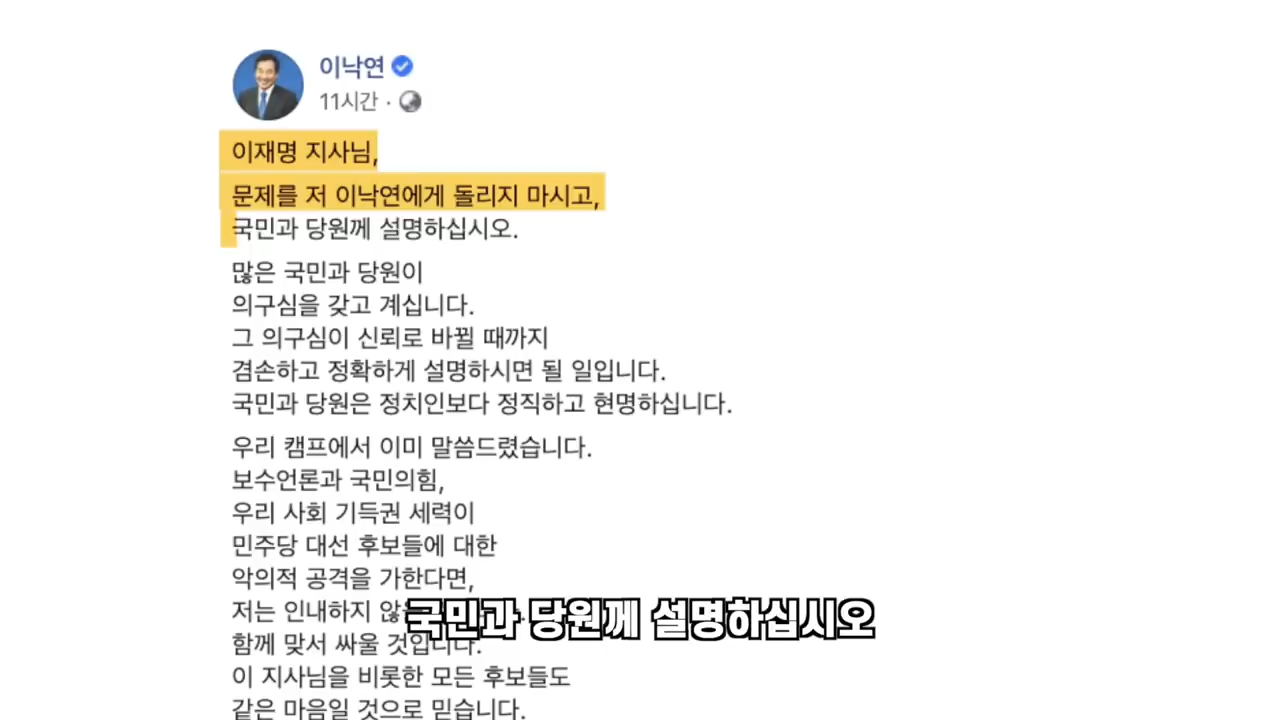 이낙연
11시간 ·
이재명 지사님,
문제를 저 이낙연에게 돌리지 마시고,
국민과 당원께 설명하십시오.
많은 국민과 당원이
의구심을 갖고 계십니다.
그 의구심이 신뢰로 바뀔 때까지
겸손하고 정확하게 설명하시면 될 일입니다.
국민과 당원은 정치인보다 정직하고 현명하십니다.
우리 캠프에서 이미 말씀드렸습니다.
보수언론과 국민의힘,
우리 사회 기득권 세력이
민주당 대선 후보들에 대한
악의적 공격을 가한다면,
저는 인내하지
국민과 당원께 설명하십시오
함께 맞서 싸울 것입니다.
이 지사님을 비롯한 모든 후보들도
같은 마음일 것으로 믿습니다.